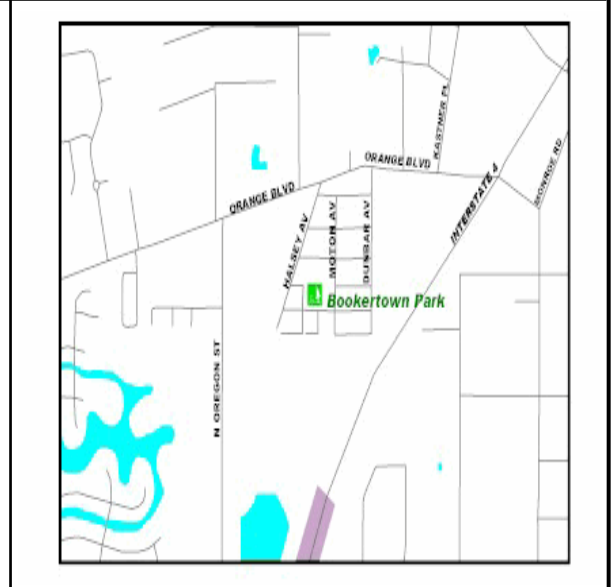 KASTNER PL
ORANGE BLVD
MONROE RD
INTERSTATE 4
ORANGE BLVD
HALSEY AV
MOTON AV
DUNBAR AV
Bookertown Park
N OREGON ST